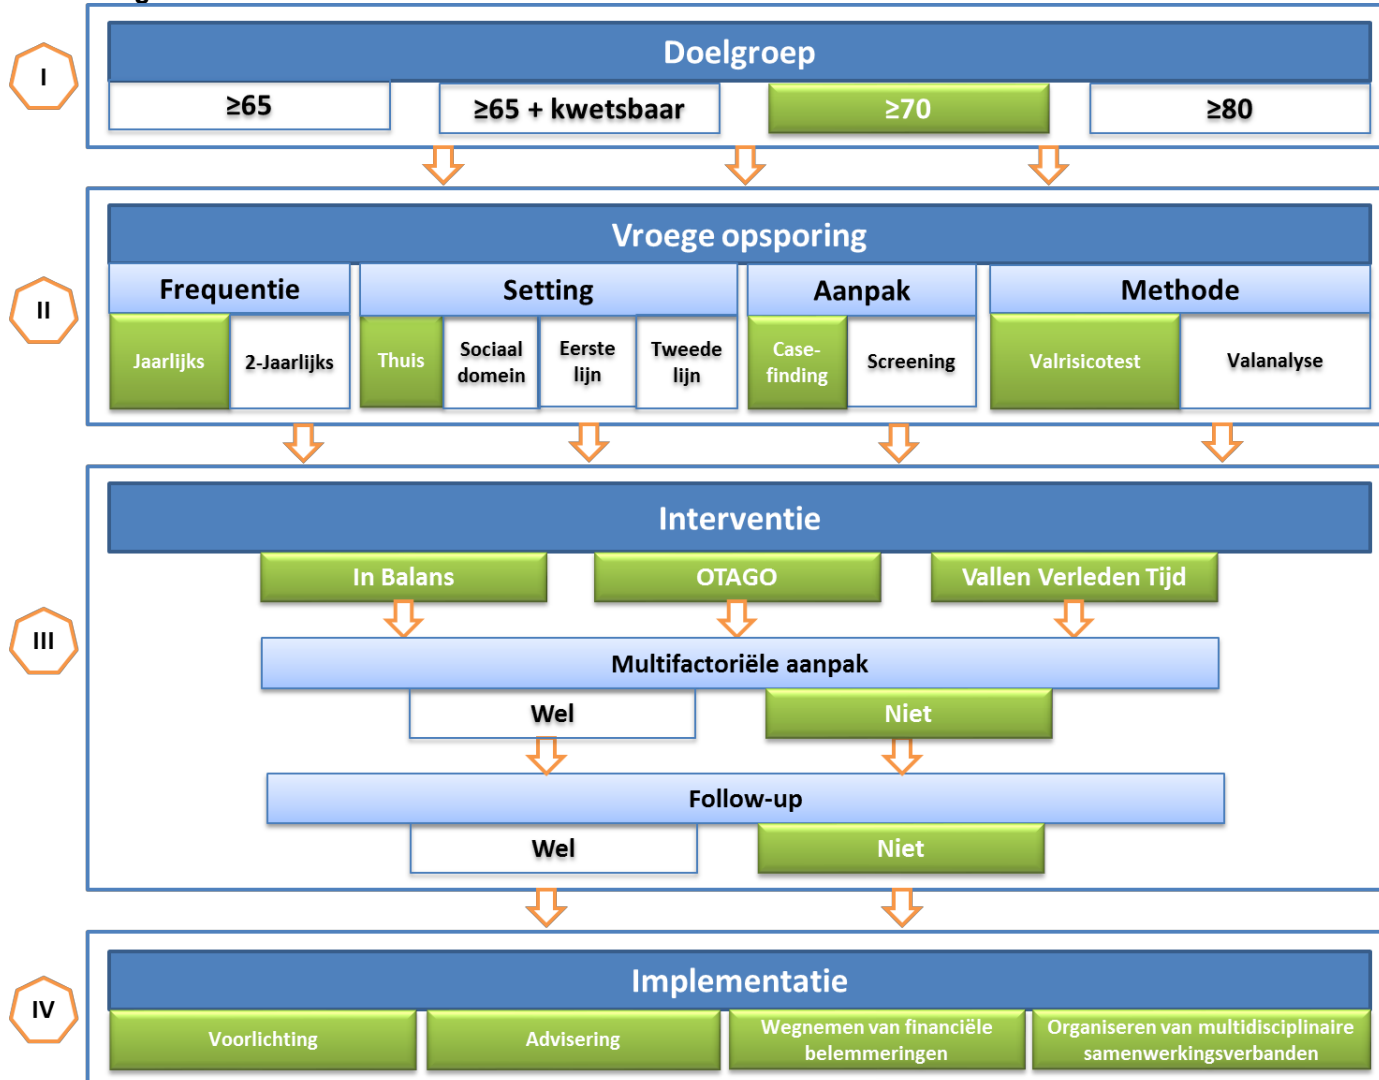 I
Doelgroep
≥65
≥65 + kwetsbaar
≥70
≥80
II
Vroege opsporing
Frequentie
Setting
Aanpak
Methode
Jaarlijks
2-Jaarlijks
Thuis
Sociaal
domein
Eerste
lijn
Tweede
lijn
Case-
finding
Screening
Valrisicotest
Valanalyse
III
Interventie
In Balans
OTAGO
Vallen Verleden Tijd
Multifactoriële aanpak
Wel
Niet
Follow-up
Wel
Niet
IV
Implementatie
Voorlichting
Advisering
Wegnemen van financiële
belemmeringen
Organiseren van multidisciplinaire
samenwerkingsverbanden